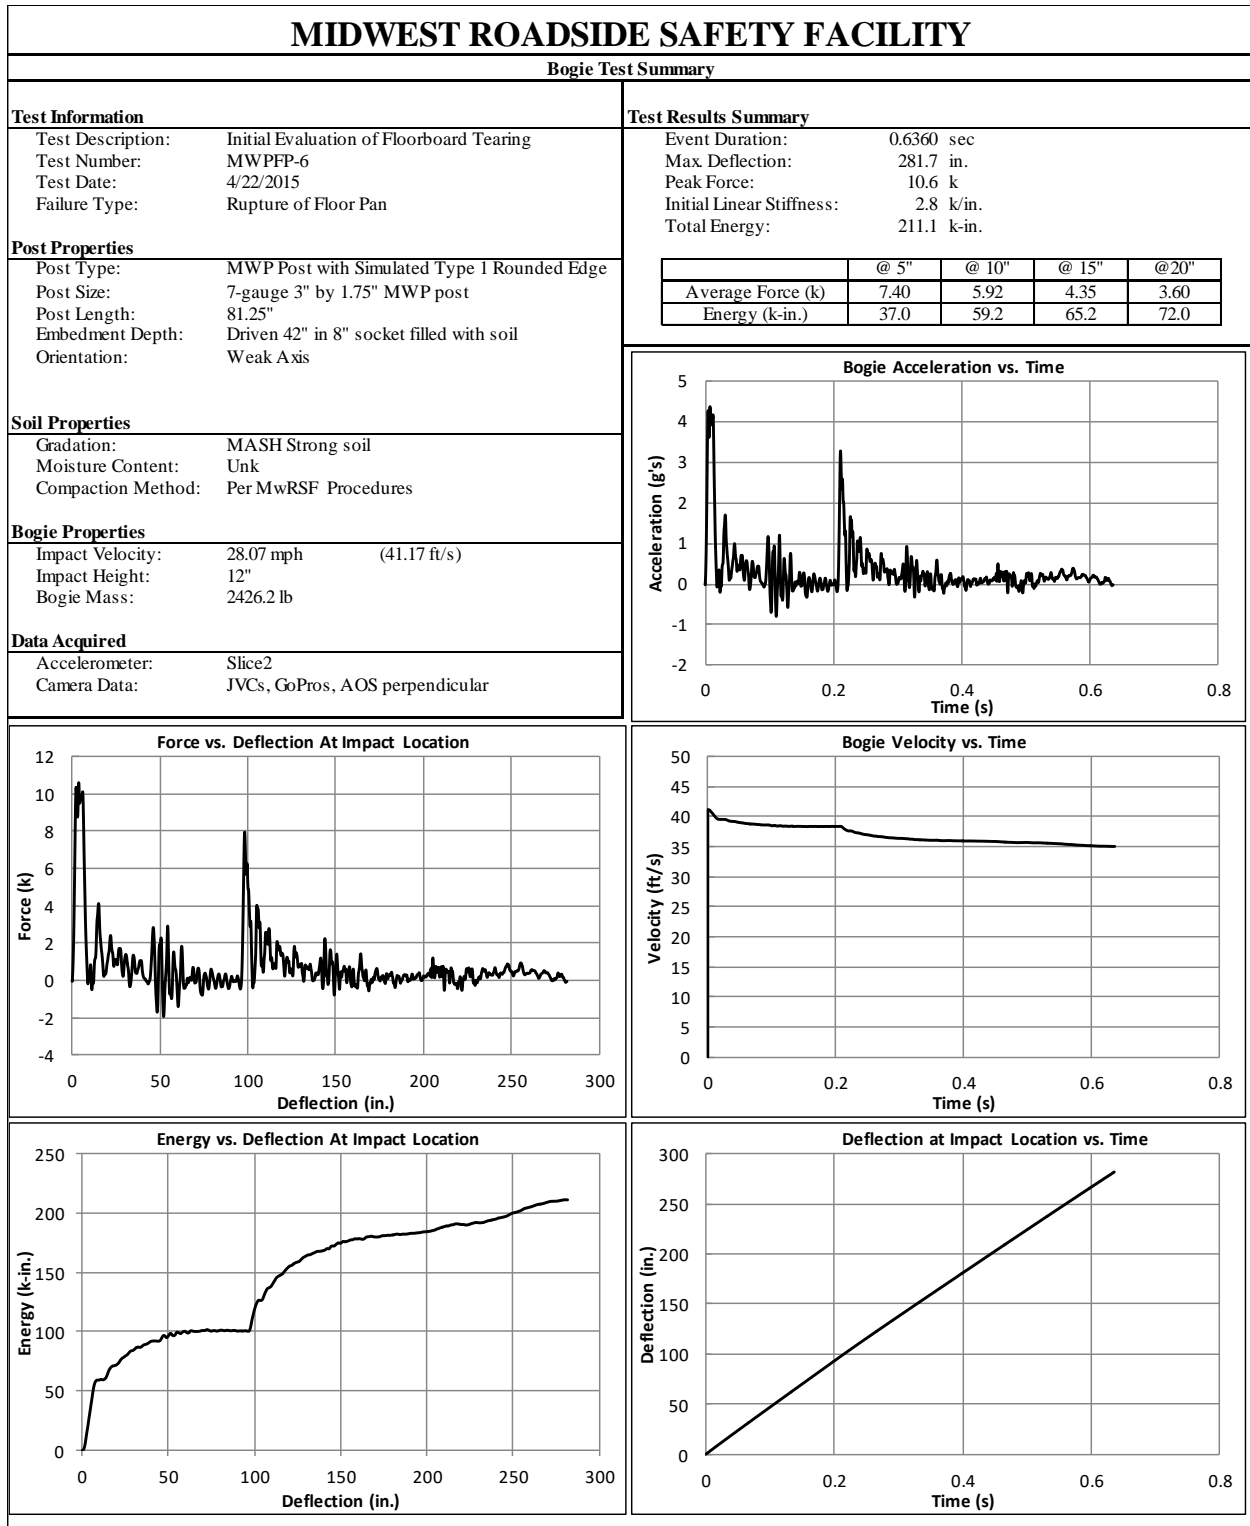 MIDWEST ROADSIDE SAFETY FACILITY
Bogie Test Summary
Test Information
Test Description: Initial Evaluation of Floorboard Tearing
Test Number: MWPFP-6
Test Date: 4/22/2015
Failure Type: Rupture of Floor Pan
Post Properties
Post Type: MWP Post with Simulated Type 1 Rounded Edge
Post Size: 7-gauge 3" by 1.75" MWP post
Post Length: 81.25"
Embedment Depth: Driven 42" in 8" socket filled with soil
Orientation: Weak Axis
Soil Properties
Gradation: MASH Strong soil
Moisture Content: Unk
Compaction Method: Per MwRSF Procedures
Bogie Properties
Impact Velocity: 28.07 mph (41.17 ft/s)
Impact Height: 12"
Bogie Mass: 2426.2 lb
Data Acquired
Accelerometer: Slice2
Camera Data: JVCs, GoPros, AOS perpendicular
Test Results Summary
Event Duration: 0.6360 sec
Max. Deflection: 281.7 in.
Peak Force: 10.6 k
Initial Linear Stiffness: 2.8 k/in.
Total Energy: 211.1 k-in.
@ 5" @ 10" @ 15" @20"
Average Force (k) 7.40 5.92 4.35 3.60
Energy (k-in.) 37.0 59.2 65.2 72.0
Bogie Acceleration vs. Time
Acceleration (g's)
5
4
3
2
1
0
-1
-2
0 0.2 0.4 0.6 0.8
Time (s)
Force vs. Deflection At Impact Location
Force (k)
12
10
8
6
4
2
0
-2
-4
0 50 100 150 200 250 300
Deflection (in.)
Bogie Velocity vs. Time
Velocity (ft/s)
50
45
40
35
30
25
20
15
10
5
0
0 0.2 0.4 0.6 0.8
Time (s)
Energy vs. Deflection At Impact Location
Energy (k-in.)
250
200
150
100
50
0
0 50 100 150 200 250 300
Deflection (in.)
Deflection at Impact Location vs. Time
Deflection (in.)
300
250
200
150
100
50
0
0 0.2 0.4 0.6 0.8
Time (s)